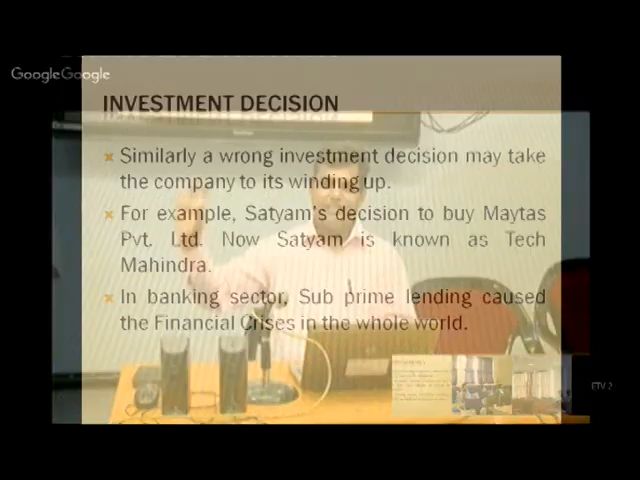 GoogleGoogle
INVESTMENT DECISION
Similarly a wrong investment decision may take
the company to its winding up.
For example, Satyam's decision to buy Maytas
Pvt. Ltd. Now Satyam is known as Tech
Mahindra.
In banking sector, Sub prime lending caused
the Financial Crises in the whole world.